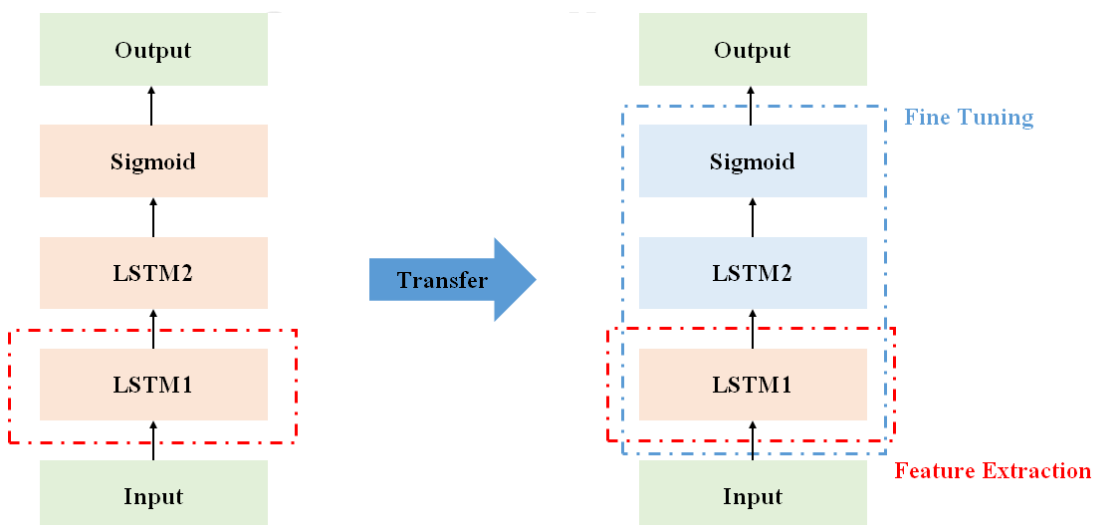 Output
Sigmoid
LSTM2
LSTM1
Input
Transfer
Output
Fine Tuning
Sigmoid
LSTM2
LSTM1
Feature Extraction
Input